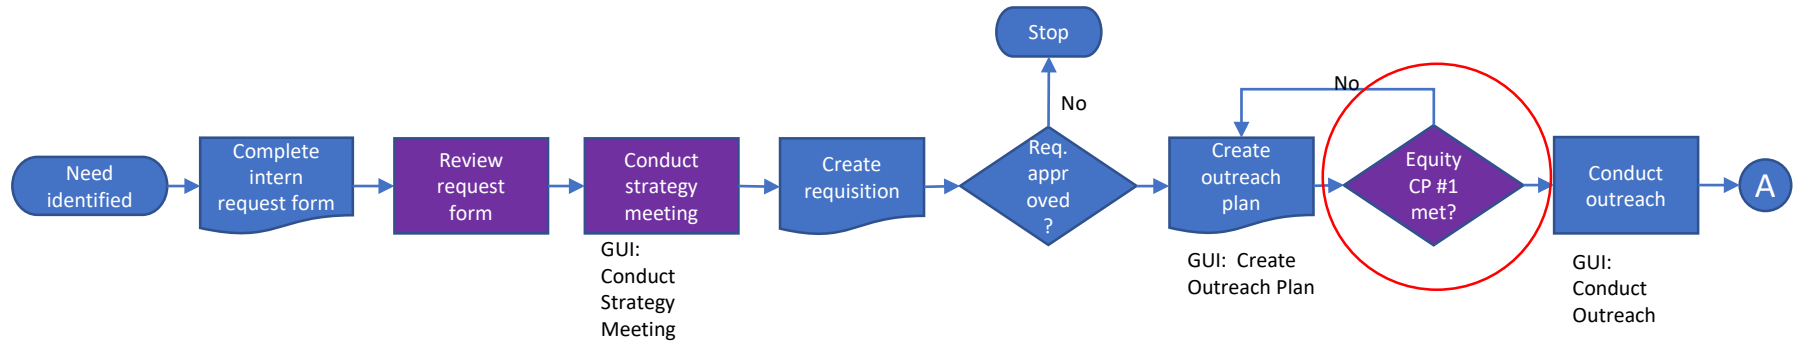 Need
identified
Complete
intern
request form
Review
request
form
Conduct
strategy
meeting
GUI:
Conduct
Strategy
Meeting
Create
requisition
Stop
No
Req.
appr
oved
?
Create
outreach
plan
GUI:  Create
Outreach Plan
No
Equity
CP #1
met?
Conduct
outreach
GUI:
Conduct
Outreach
A